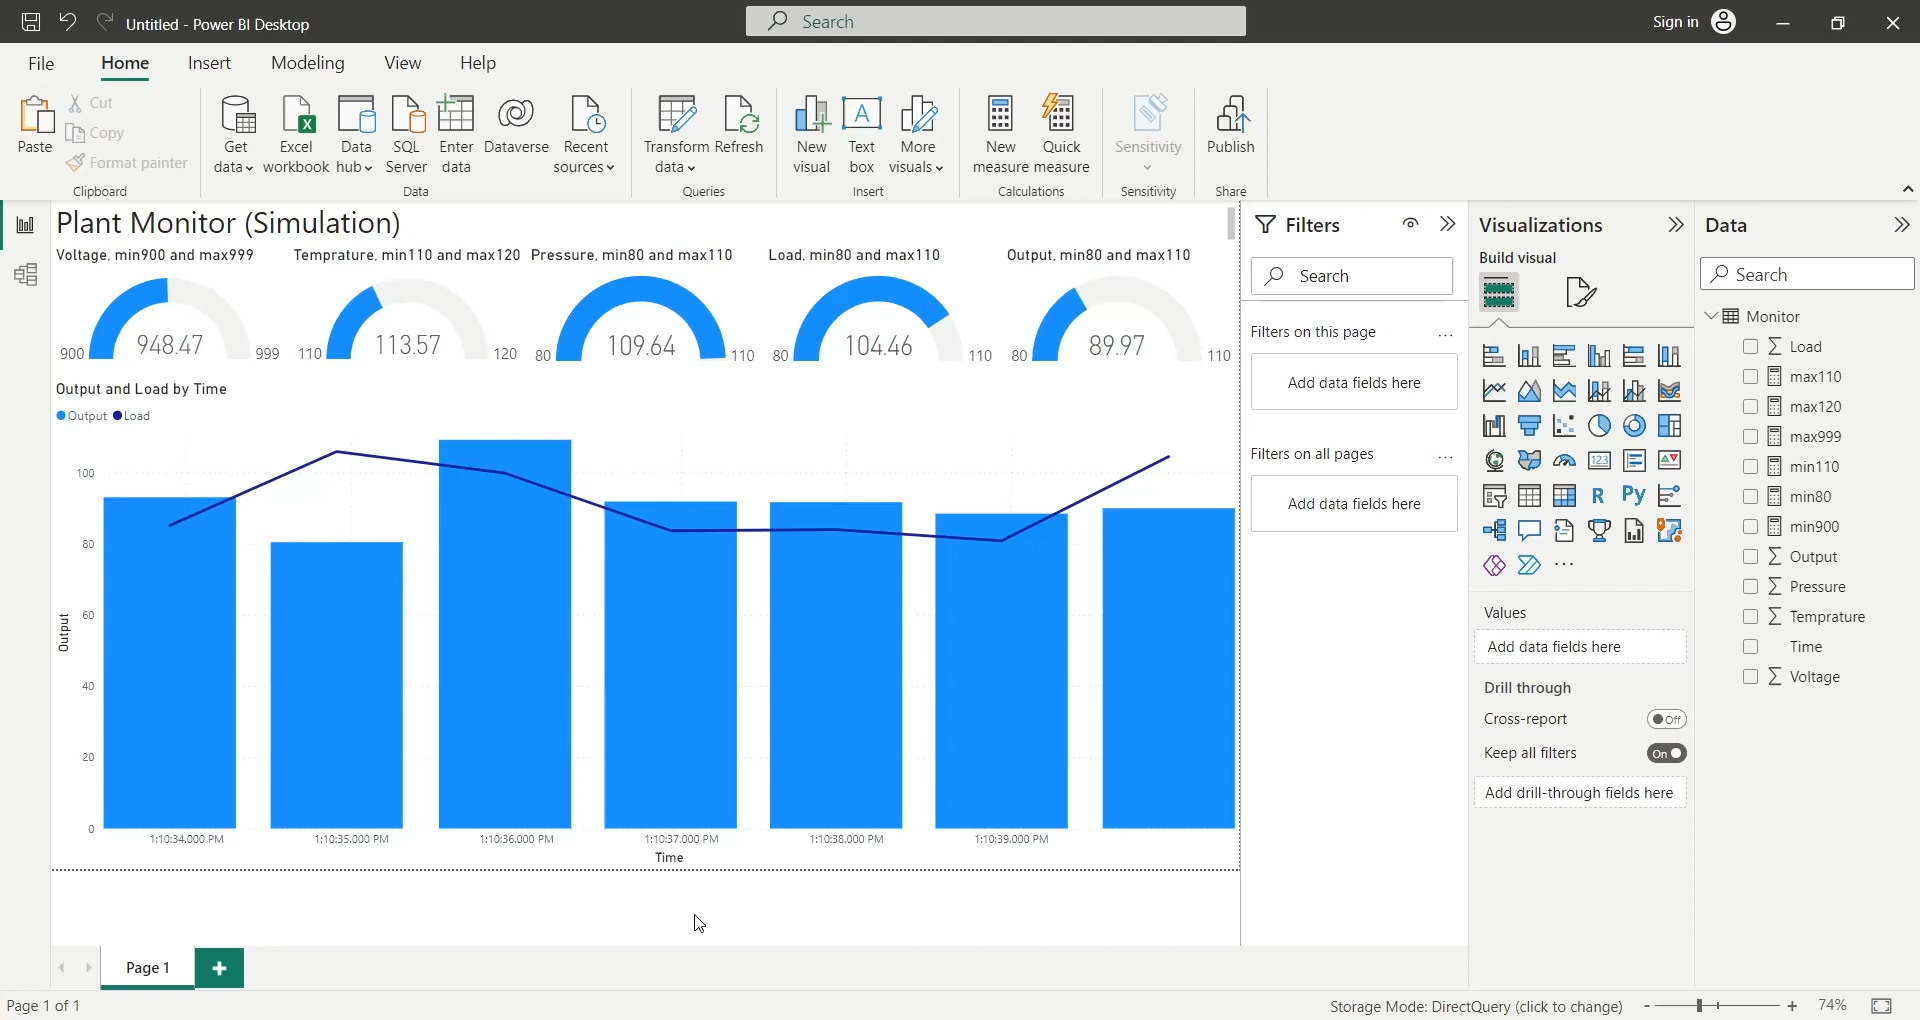 Untitled - Power BI Desktop
Search
Sign in
File Home Insert Modeling View Help
Paste
Cut
Copy
Format painter
Clipboard
Get data
Excel workbook
Data hub
SQL Server
Enter data
Dataverse
Recent sources
Data
Transform data
Refresh
Queries
New visual
Text box
More visuals
Insert
New measure
Quick measure
Calculations
Sensitivity
Sensitivity
Publish
Share
Plant Monitor (Simulation)
Voltage, min900 and max999
900 948.47 999
Temprature, min110 and max120
110 113.57 120
Pressure, min80 and max110
80 109.64 110
Load, min80 and max110
80 104.46 110
Output, min80 and max110
80 89.97 110
Output and Load by Time
Output Load
100
80
60
40
20
0
Output
1:10:34.000 PM 1:10:35.000 PM 1:10:36.000 PM 1:10:37.000 PM 1:10:38.000 PM 1:10:39.000 PM
Time
Filters
Search
Filters on this page ...
Add data fields here
Filters on all pages ...
Add data fields here
Visualizations
Build visual
123
R
Py
...
Values
Add data fields here
Drill through
Cross-report Off
Keep all filters On
Add drill-through fields here
Data
Search
Monitor
Load
max110
max120
max999
min110
min80
min900
Output
Pressure
Temprature
Time
Voltage
Page 1
+
Page 1 of 1
Storage Mode: DirectQuery (click to change)
- + 74%